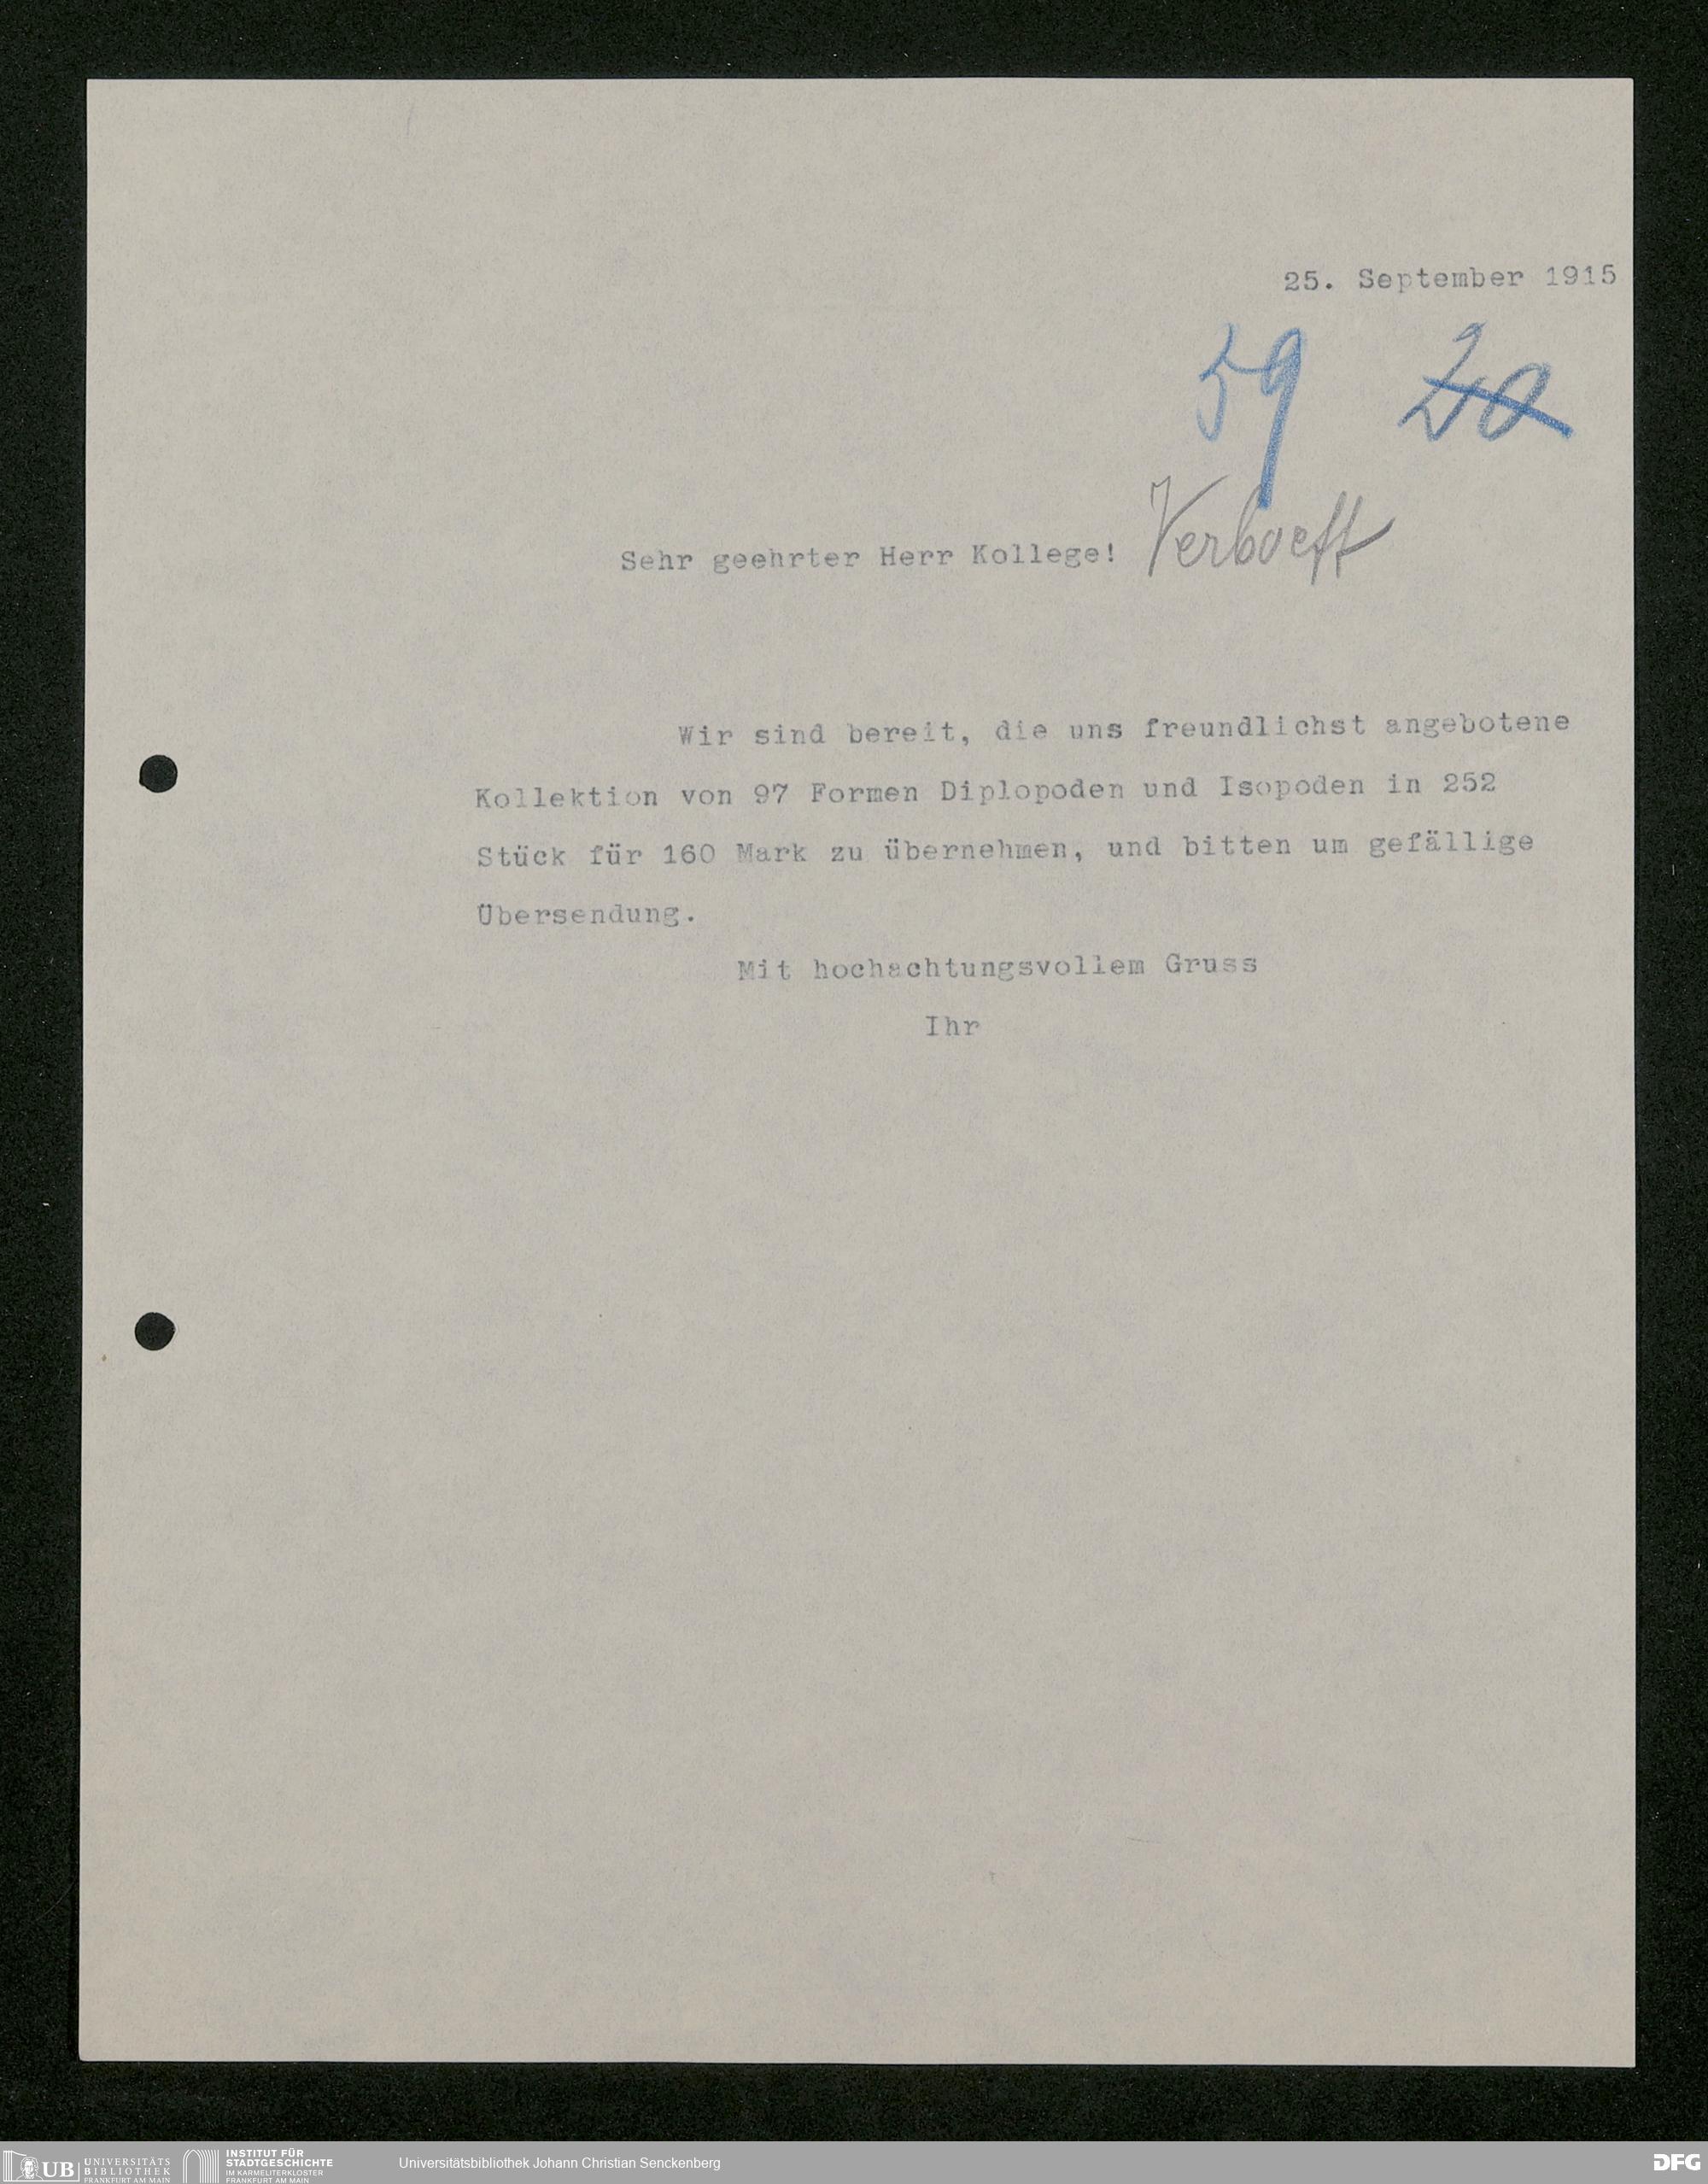 25. September 1915
59 20
Sehr geehrter Herr Kollege! Verhoeff
Wir sind bereit, die uns freundlichst angebotene
Kollektion von 97 Formen Diplopoden und Isopoden in 252
Stück für 160 Mark zu übernehmen, und bitten um gefällige
Übersendung.
Mit hochachtungsvollem Gruss
Ihr
UB UNIVERSITÄTS BIBLIOTHEK FRANKFURT AM MAIN
INSTITUT FÜR STADTGESCHICHTE IM KARMELITERKLOSTER FRANKFURT AM MAIN
Universitätsbibliothek Johann Christian Senckenberg
DFG